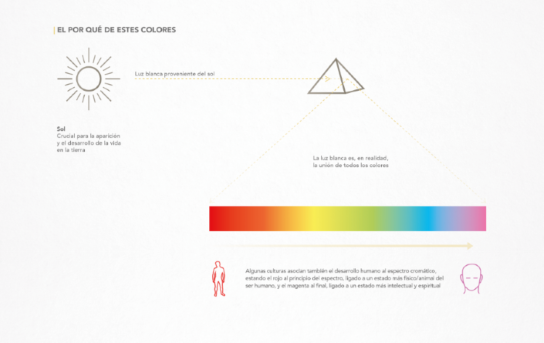 EL POR QUÉ DE ESTES COLORES
Luz blanca proveniente del sol
Sol
Crucial para la aparición
y el desarrollo de la vida
en la tierra
La luz blanca es, en realidad,
la unión de todos los colores
Algunas culturas asocian también el desarrollo humano al espectro cromático,
estando el rojo al principio del espectro, ligado a un estado más físico/animal del
ser humano, y el magenta al final, ligado a un estado más intelectual y espiritual